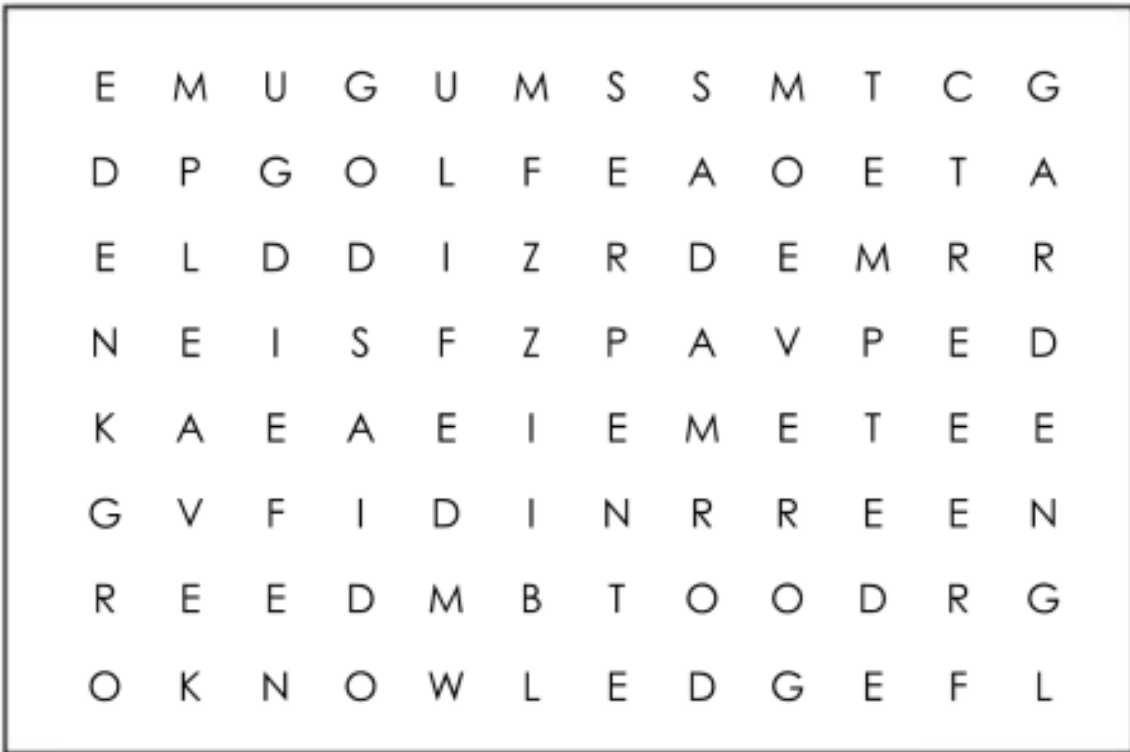 E M U G U M S S M T C G
D P G O L F E A O E T A
E L D D I Z R D E M R R
N E I S F Z P A V P E D
K A E A E I E M E T E E
G V F I D I N R R E E N
R E E D M B T O O D R G
O K N O W L E D G E F L